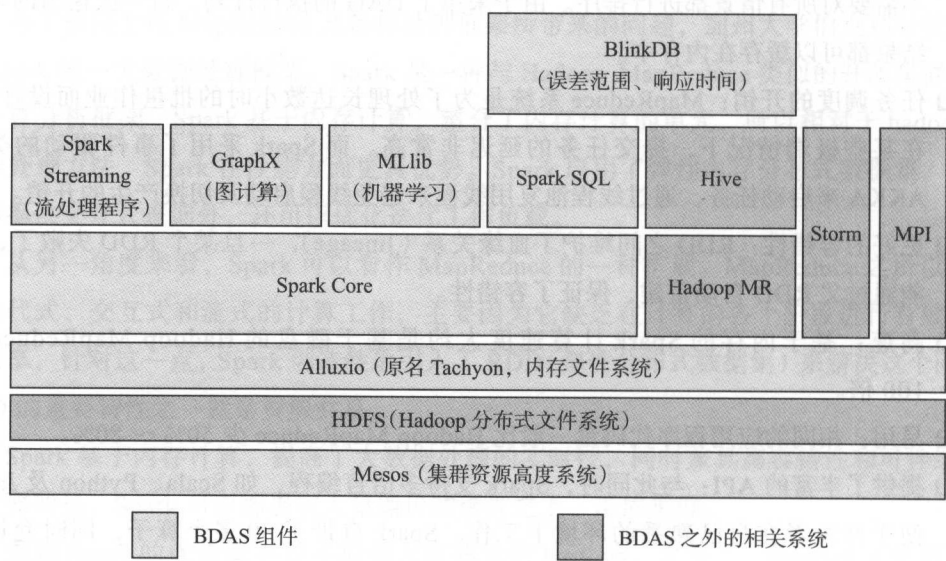 BlinkDB
（误差范围、响应时间）
Spark
Streaming
（流处理程序）
GraphX
（图计算）
MLlib
（机器学习）
Spark SQL
Hive
Storm
MPI
Spark Core
Hadoop MR
Alluxio（原名 Tachyon，内存文件系统）
HDFS（Hadoop 分布式文件系统）
Mesos（集群资源高度系统）
BDAS 组件
BDAS 之外的相关系统